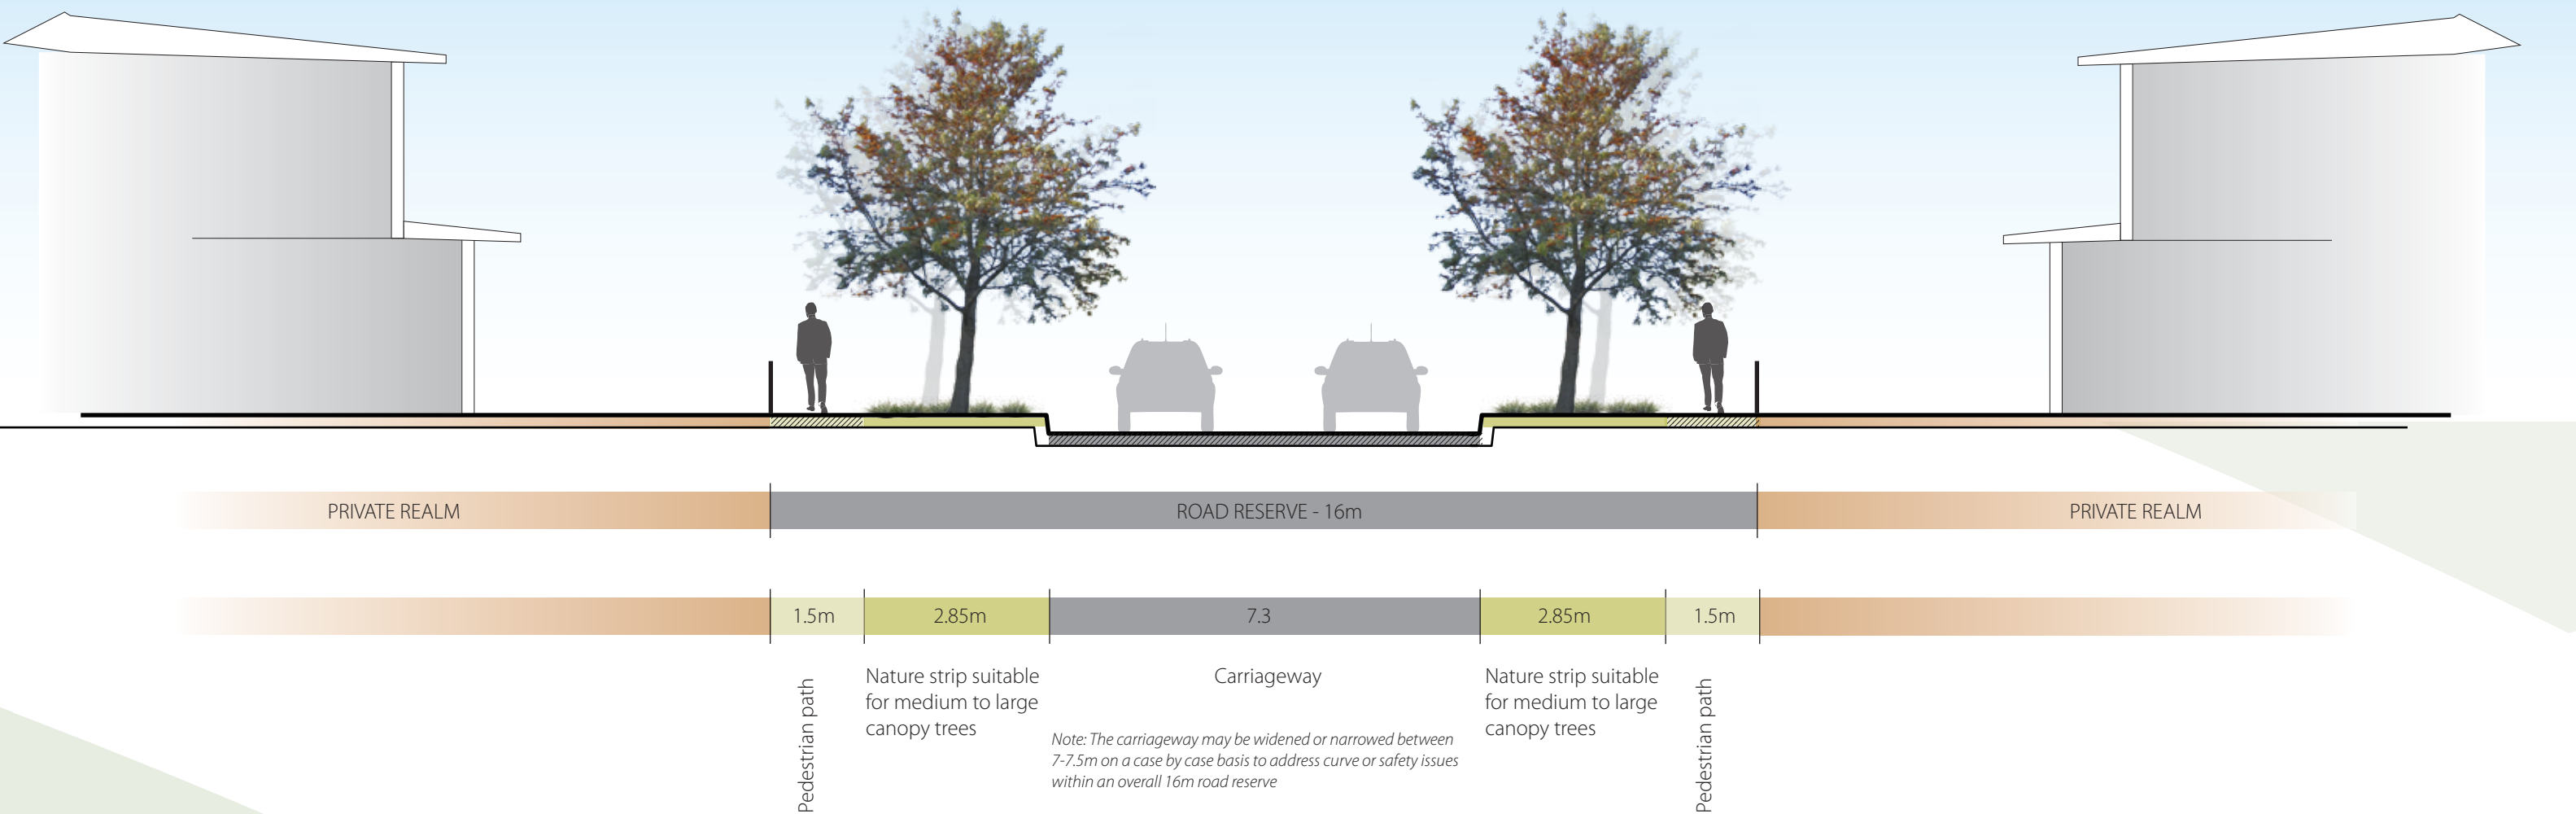 PRIVATE REALM
ROAD RESERVE - 16m
PRIVATE REALM
1.5m
2.85m
7.3
2.85m
1.5m
Pedestrian path
Nature strip suitable
for medium to large
canopy trees
Carriageway
Note: The carriageway may be widened or narrowed between
7-7.5m on a case by case basis to address curve or safety issues
within an overall 16m road reserve
Nature strip suitable
for medium to large
canopy trees
Pedestrian path